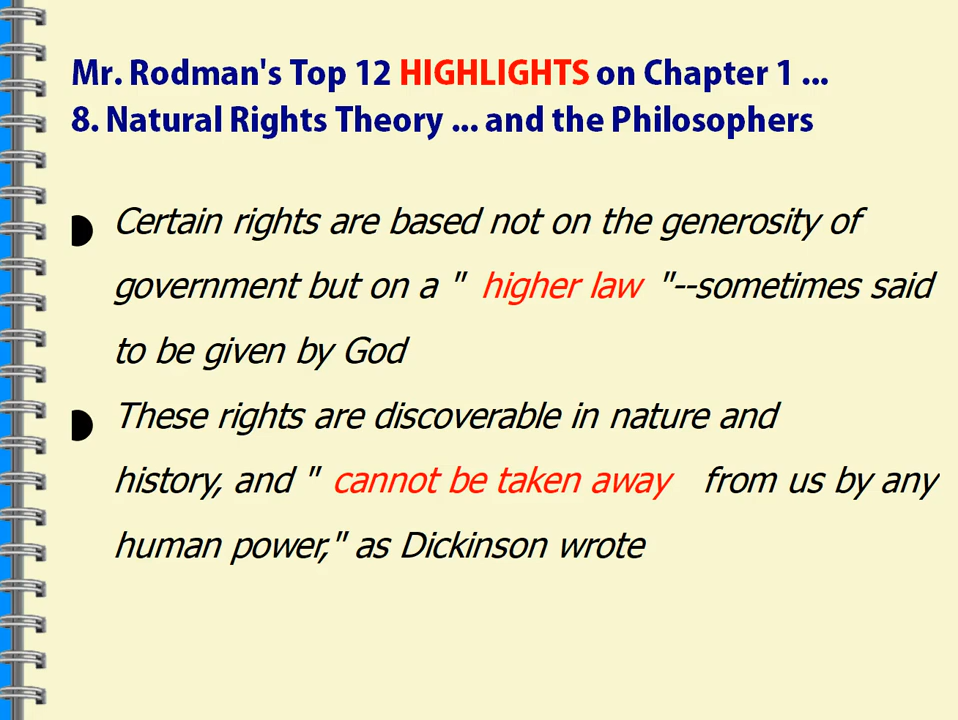 Mr. Rodman's Top 12 HIGHLIGHTS on Chapter 1 ...
8. Natural Rights Theory ... and the Philosophers
Certain rights are based not on the generosity of
government but on a " higher law "--sometimes said
to be given by God
These rights are discoverable in nature and
history, and " cannot be taken away from us by any
human power," as Dickinson wrote